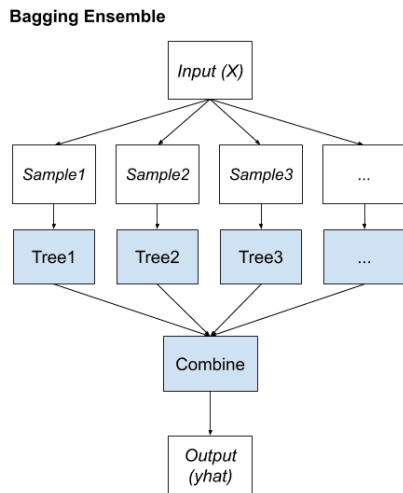 Bagging Ensemble
Input (X)
Sample1
Sample2
Sample3
...
Tree1
Tree2
Tree3
...
Combine
Output
(yhat)